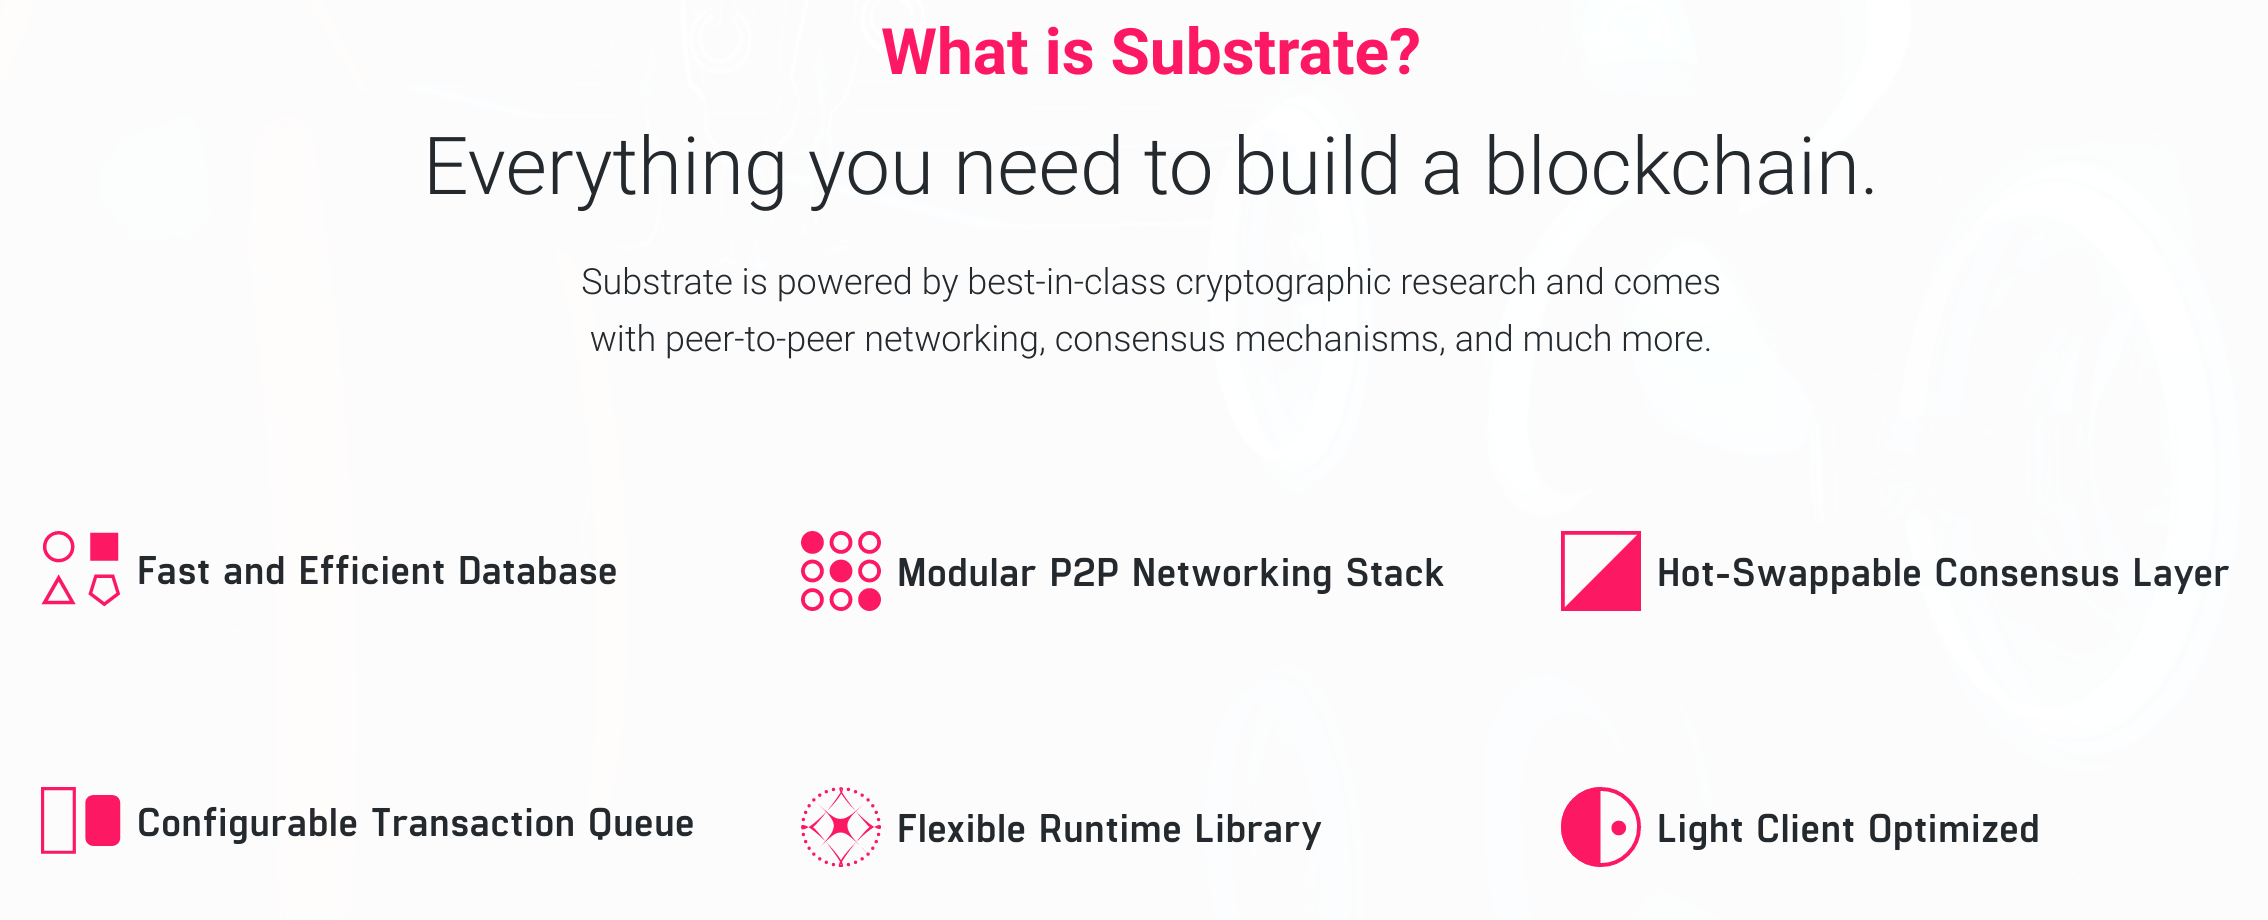 What is Substrate?
Everything you need to build a blockchain.
Substrate is powered by best-in-class cryptographic research and comes
with peer-to-peer networking, consensus mechanisms, and much more.
Fast and Efficient Database
Modular P2P Networking Stack
Hot-Swappable Consensus Layer
Configurable Transaction Queue
Flexible Runtime Library
Light Client Optimized